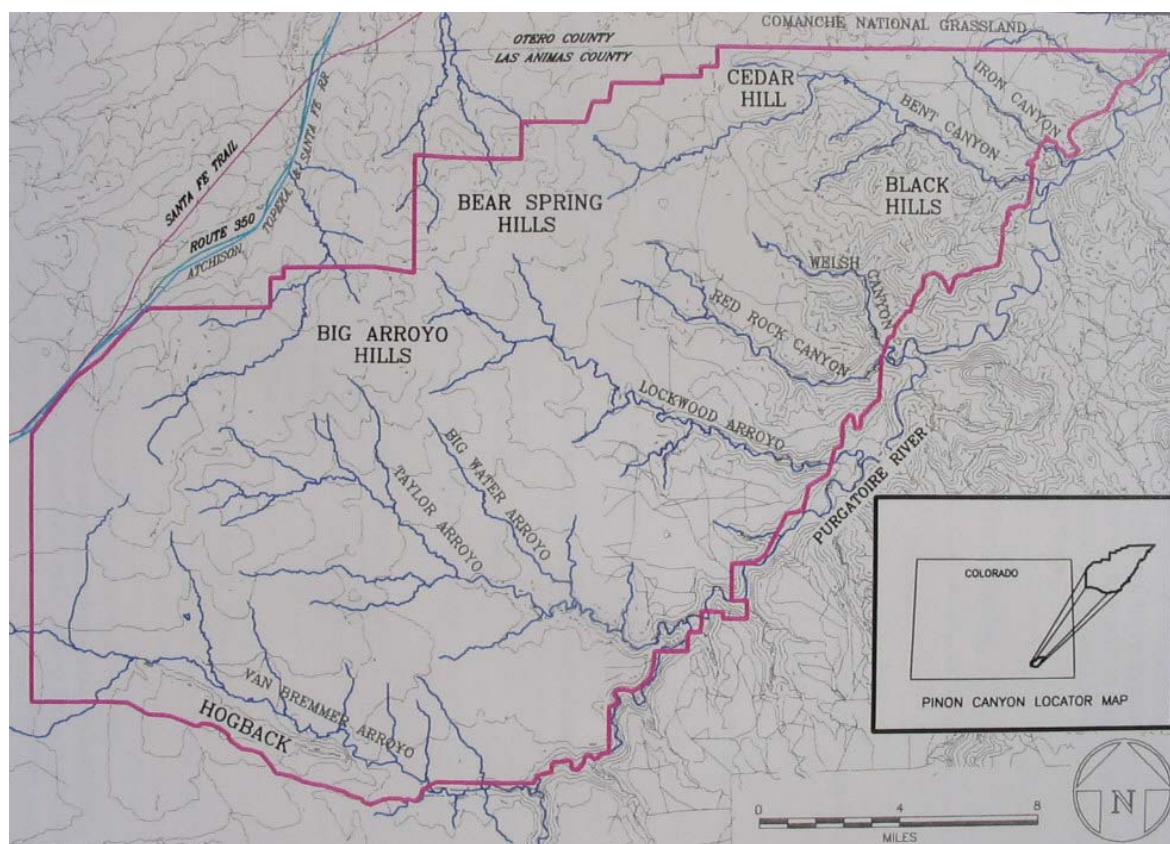 COMANCHE NATIONAL GRASSLAND
OTERO COUNTY
LAS ANIMAS COUNTY
CEDAR
HILL
IRON CANYON
BENT CANYON
SANTA FE TRAIL
ROUTE 350
ATCHISON, TOPEKA & SANTA FE RR
BEAR SPRING
HILLS
BLACK
HILLS
WELSH CANYON
RED ROCK CANYON
BIG ARROYO
HILLS
LOCKWOOD ARROYO
BIG WATER ARROYO
TAYLOR ARROYO
PURGATOIRE RIVER
VAN BREMMER ARROYO
HOGBACK
COLORADO
PINON CANYON LOCATOR MAP
0 4 8
MILES
N